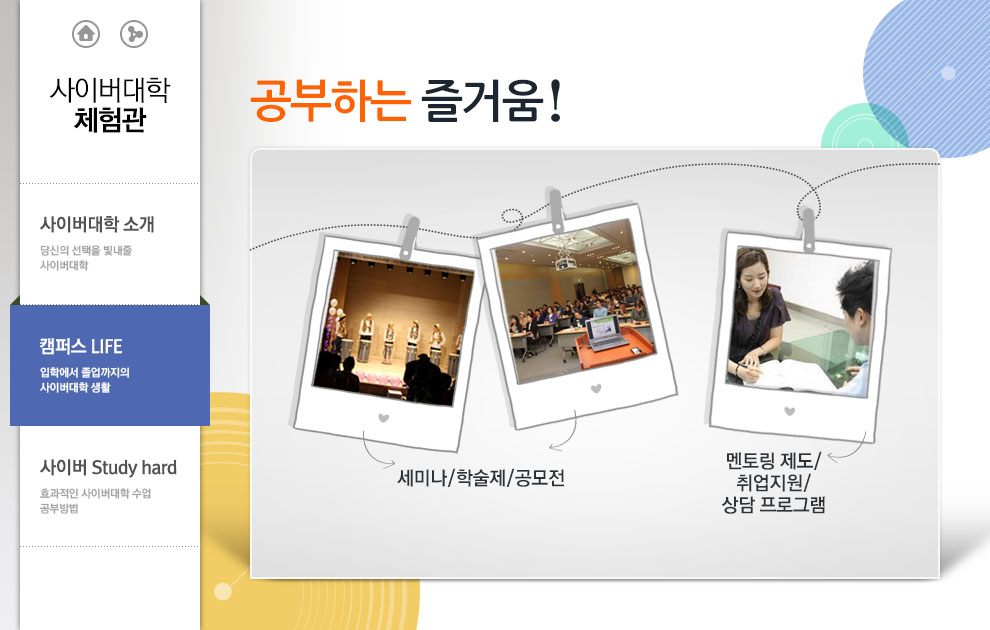 사이버대학
체험관
사이버대학 소개
당신의 선택을 빛내줄
사이버대학
캠퍼스 LIFE
입학에서 졸업까지의
사이버대학 생활
사이버 Study hard
효과적인 사이버대학 수업
공부방법
공부하는 즐거움!
세미나/학술제/공모전
멘토링 제도/
취업지원/
상담 프로그램